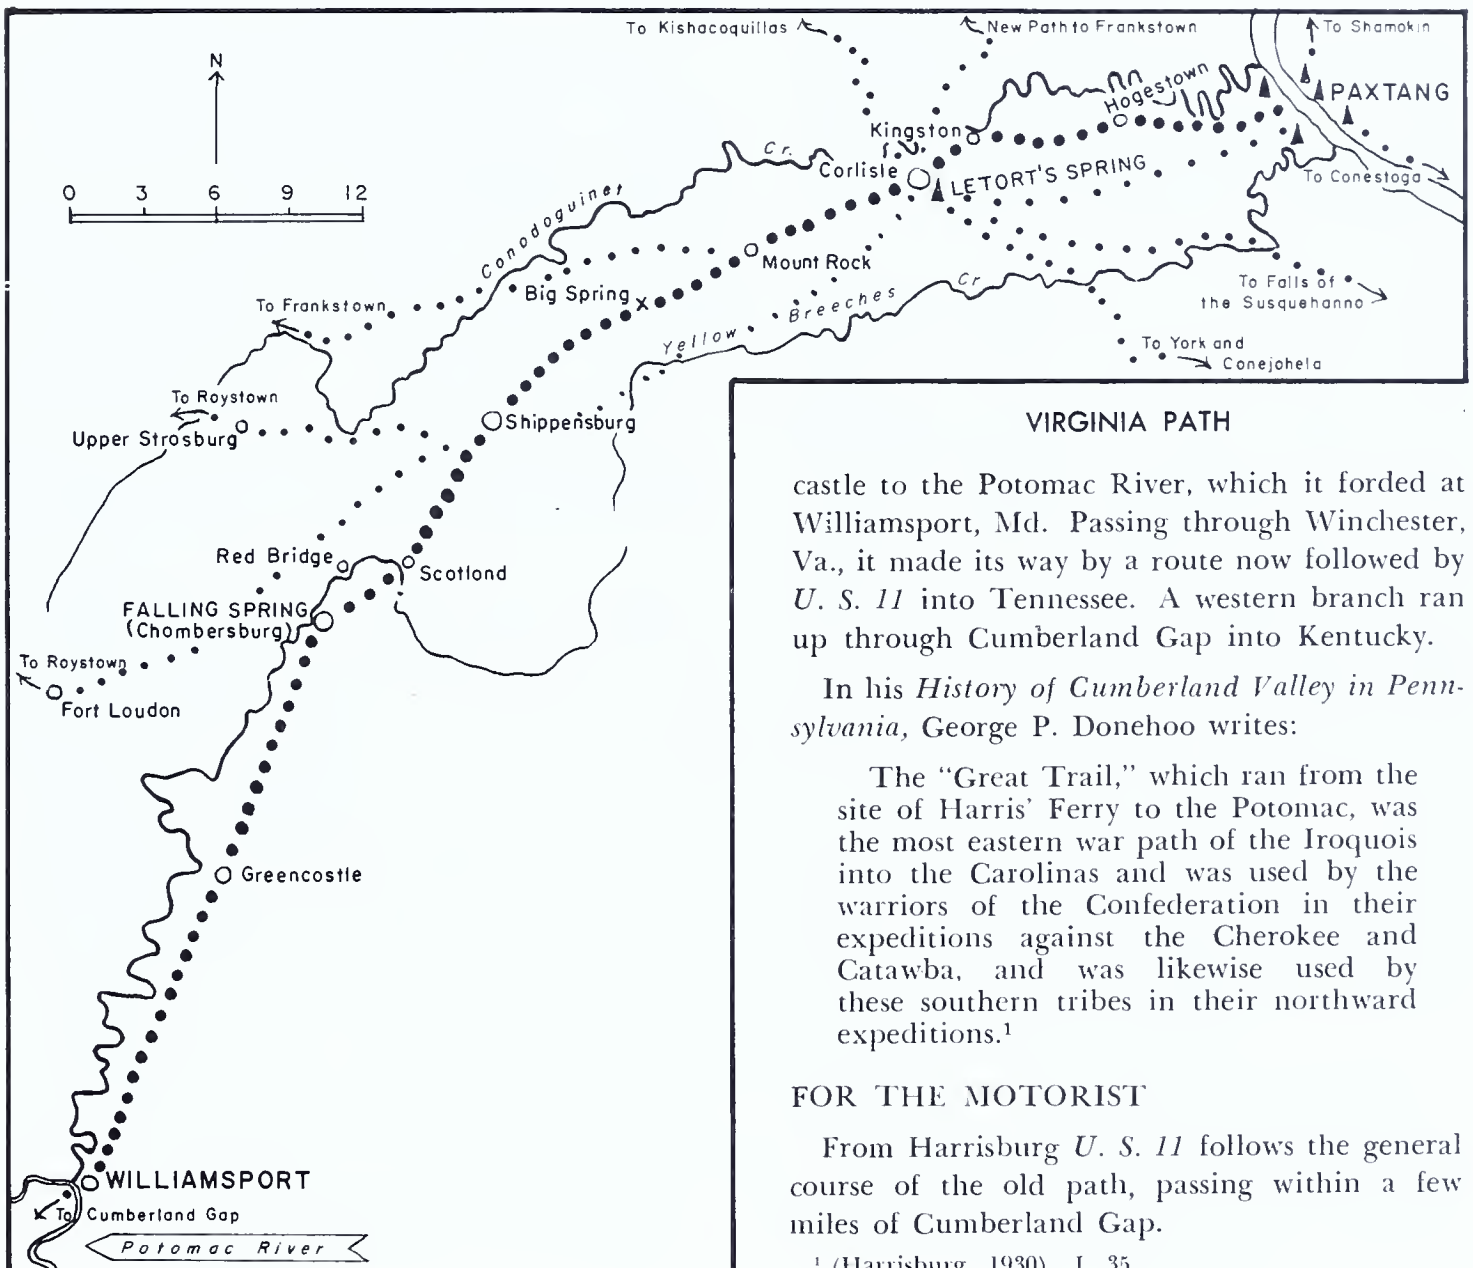 To Kishacoquillas
New Path to Frankstown
To Shamokin
N
PAXTANG
Hogestown
Kingston
Cr.
Corlisle
LETORT'S SPRING
To Conestoga
0 3 6 9 12
Conodoguinet
Mount Rock
Big Spring
x
To Falls of
the Susquehanno
Yellow Breeches Cr
To Frankstown
To York and
Conejohela
To Roystown
Upper Strosburg
Shippensburg
Red Bridge
Scotland
FALLING SPRING
(Chombersburg)
To Roystown
Fort Loudon
Greencostle
WILLIAMSPORT
To Cumberland Gap
Potomac River
VIRGINIA PATH
castle to the Potomac River, which it forded at
Williamsport, Md. Passing through Winchester,
Va., it made its way by a route now followed by
U. S. 11 into Tennessee. A western branch ran
up through Cumberland Gap into Kentucky.
In his History of Cumberland Valley in Penn-
sylvania, George P. Donehoo writes:
The “Great Trail,” which ran from the
site of Harris’ Ferry to the Potomac, was
the most eastern war path of the Iroquois
into the Carolinas and was used by the
warriors of the Confederation in their
expeditions against the Cherokee and
Catawba, and was likewise used by
these southern tribes in their northward
expeditions.¹
FOR THE MOTORIST
From Harrisburg U. S. 11 follows the general
course of the old path, passing within a few
miles of Cumberland Gap.
¹ (Harrisburg, 1930), I, 35.